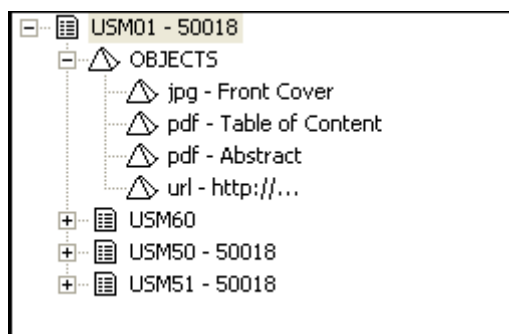 USM01 - 50018
OBJECTS
jpg - Front Cover
pdf - Table of Content
pdf - Abstract
url - http://...
USM60
USM50 - 50018
USM51 - 50018